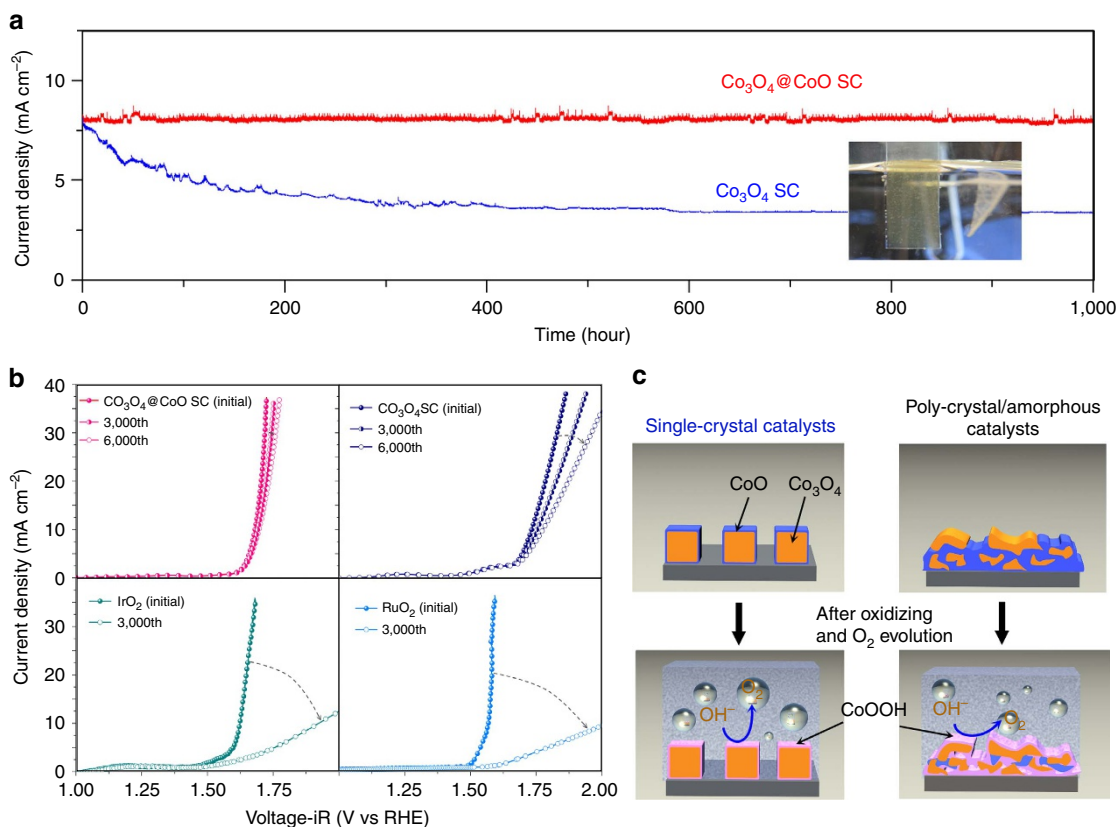 a
Current density (mA cm⁻²)
10
5
0
Co₃O₄@CoO SC
Co₃O₄ SC
0
200
400
600
800
1,000
Time (hour)
b
Current density (mA cm⁻²)
40
30
20
10
0
CO₃O₄@CoO SC (initial)
3,000th
6,000th
CO₃O₄SC (initial)
3,000th
6,000th
30
20
10
0
IrO₂ (initial)
3,000th
RuO₂ (initial)
3,000th
1.00
1.25
1.50
1.75
1.25
1.50
1.75
2.00
Voltage-iR (V vs RHE)
c
Single-crystal catalysts
Poly-crystal/amorphous
catalysts
CoO
Co₃O₄
After oxidizing
and O₂ evolution
O₂
OH⁻
CoOOH
OH⁻
O₂